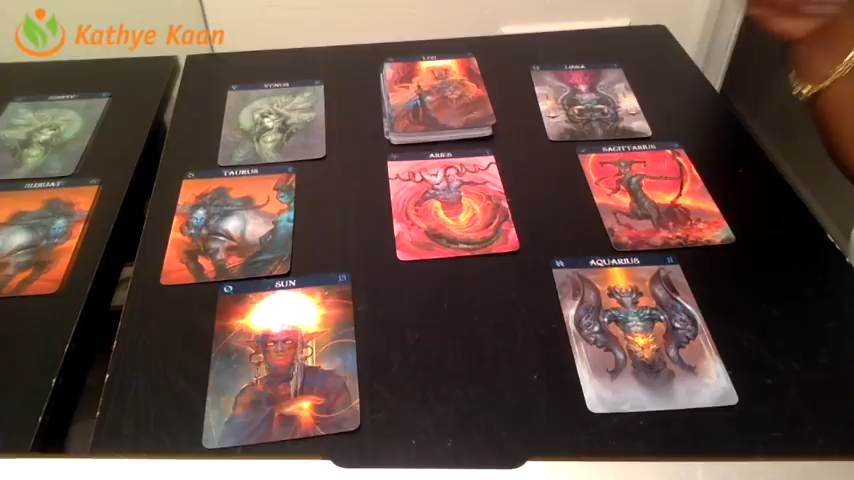 Kathye Kaan
VENUS
LEO
LIBRA
TAURUS
ARIES
SAGITTARIUS
SUN
AQUARIUS